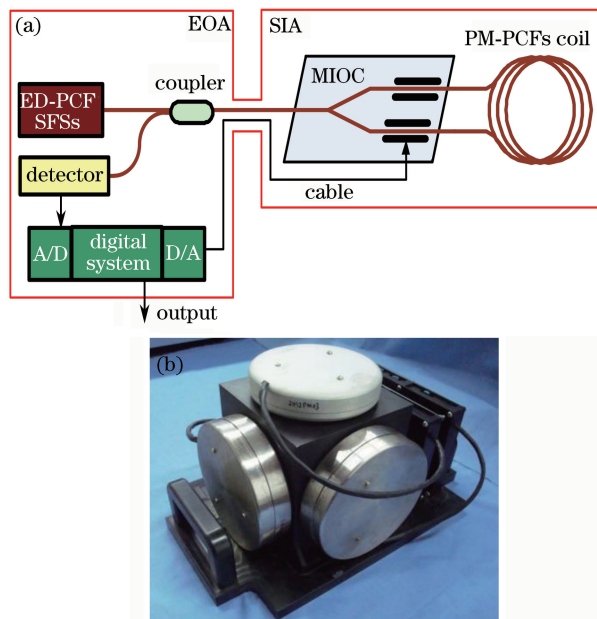 (a)
EOA
SIA
PM-PCFs coil
coupler
MIOC
ED-PCF
SFSs
detector
cable
A/D
digital
system
D/A
output
(b)